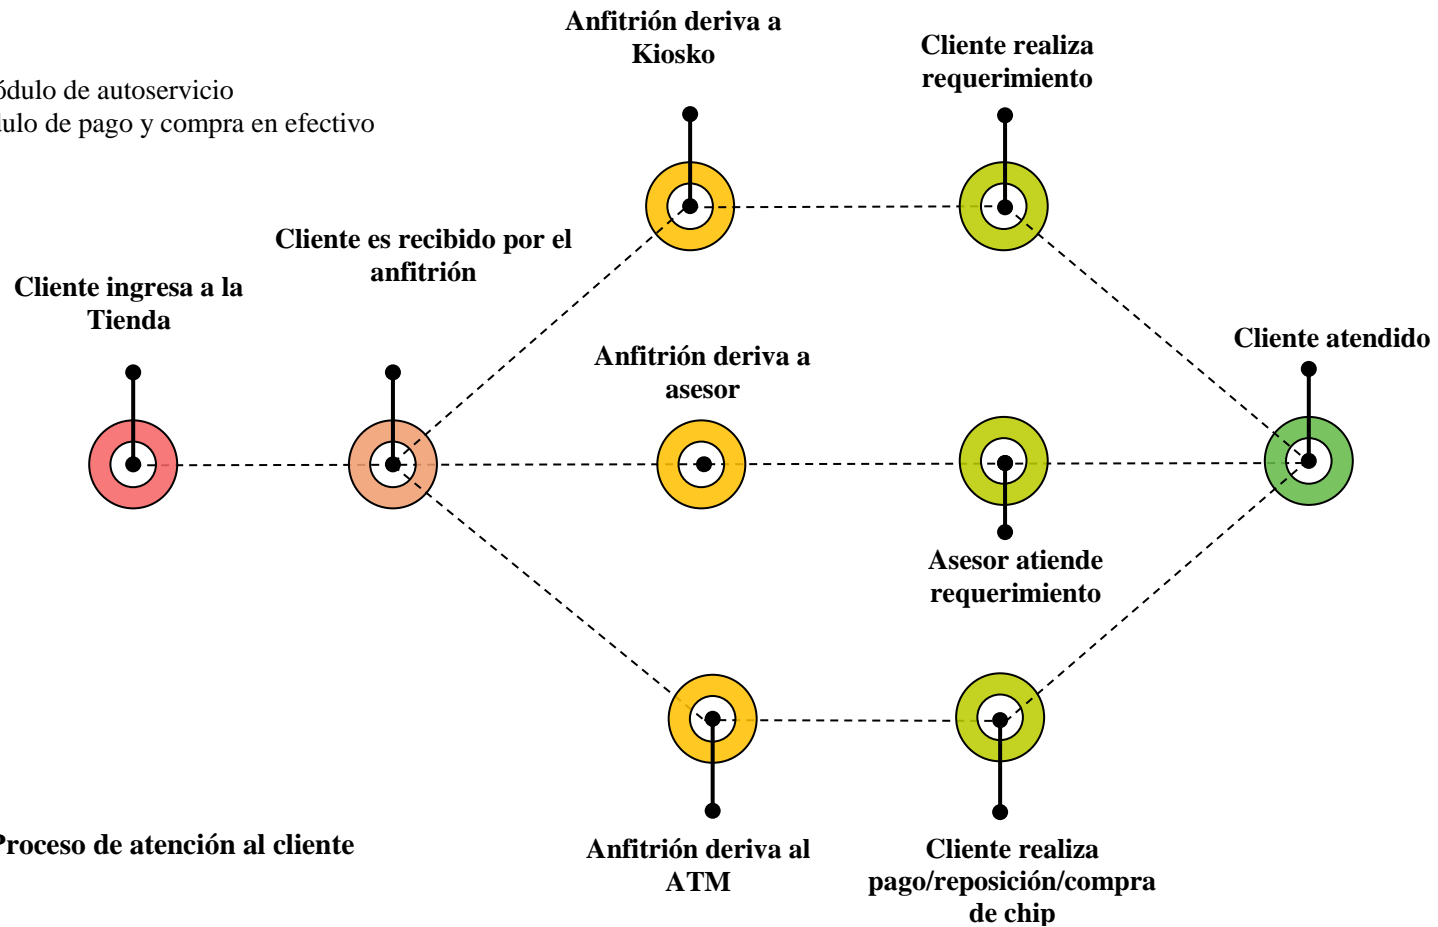 Anfitrión deriva a
Kiosko
Cliente realiza
requerimiento
ódulo de autoservicio
dulo de pago y compra en efectivo
Cliente es recibido por el
anfitrión
Cliente ingresa a la
Tienda
Anfitrión deriva a
asesor
Cliente atendido
Asesor atiende
requerimiento
Proceso de atención al cliente
Anfitrión deriva al
ATM
Cliente realiza
pago/reposición/compra
de chip